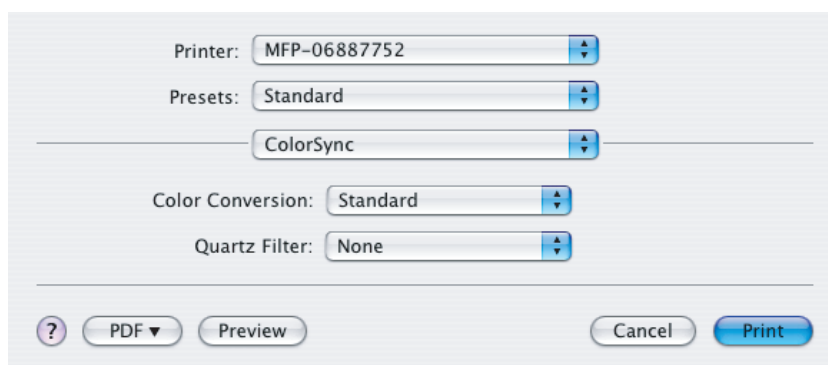 Printer: MFP-06887752
Presets: Standard
ColorSync
Color Conversion: Standard
Quartz Filter: None
? PDF ▼ Preview Cancel Print